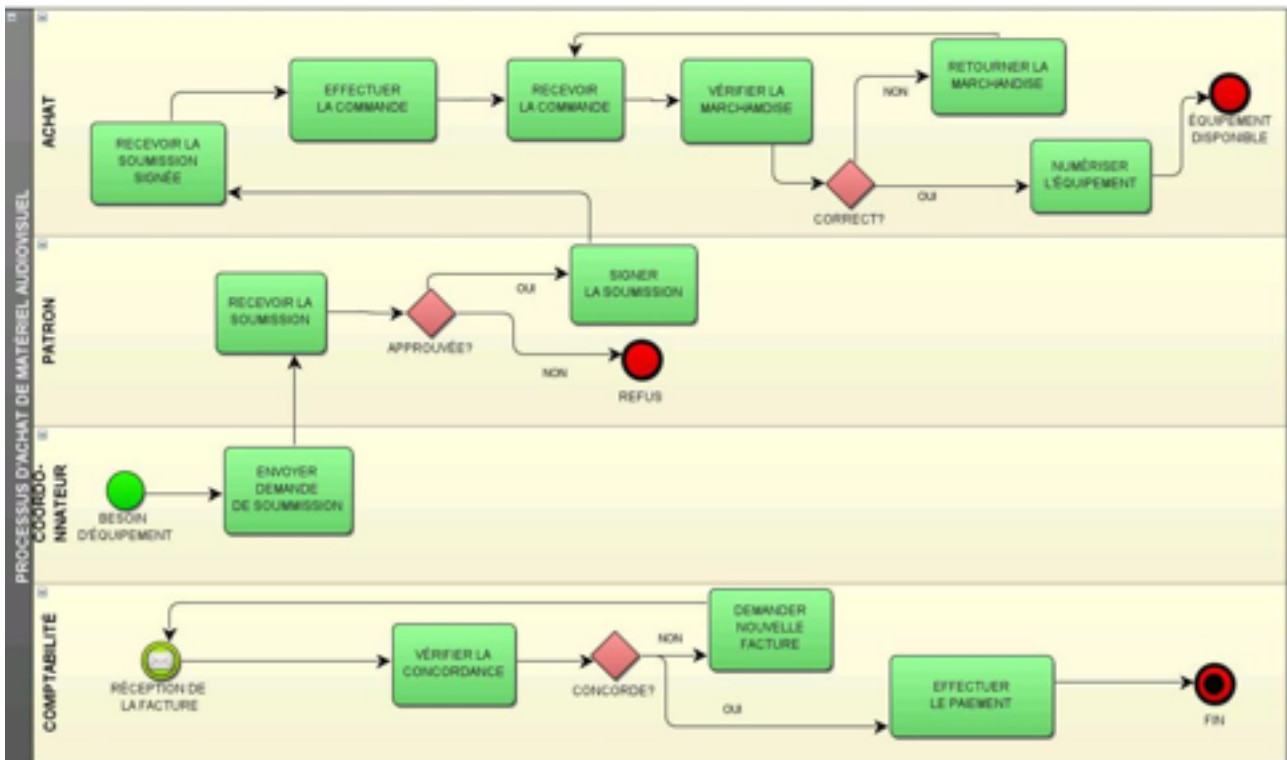 PROCESSUS D'ACHAT DE MATÉRIEL AUDIOVISUEL
ACHAT
RECEVOIR LA
SOUMISSION
SIGNÉE
EFFECTUER
LA COMMANDE
RECEVOIR
LA COMMANDE
VÉRIFIER LA
MARCHAMDISE
CORRECT?
NON
RETOURNER LA
MARCHANDISE
OUI
NUMÉRISER
L'ÉQUIPEMENT
ÉQUIPEMENT
DISPONIBLE
PATRON
RECEVOIR LA
SOUMISSION
APPROUVÉE?
OUI
SIGNER
LA SOUMISSION
NON
REFUS
COORDO-
NNATEUR
BESOIN
D'ÉQUIPEMENT
ENVOYER
DEMANDE
DE SOUMMISSION
COMPTABILITÉ
RÉCEPTION DE
LA FACTURE
VÉRIFIER LA
CONCORDANCE
CONCORDE?
NON
DEMANDER
NOUVELLE
FACTURE
OUI
EFFECTUER
LE PAIEMENT
FIN